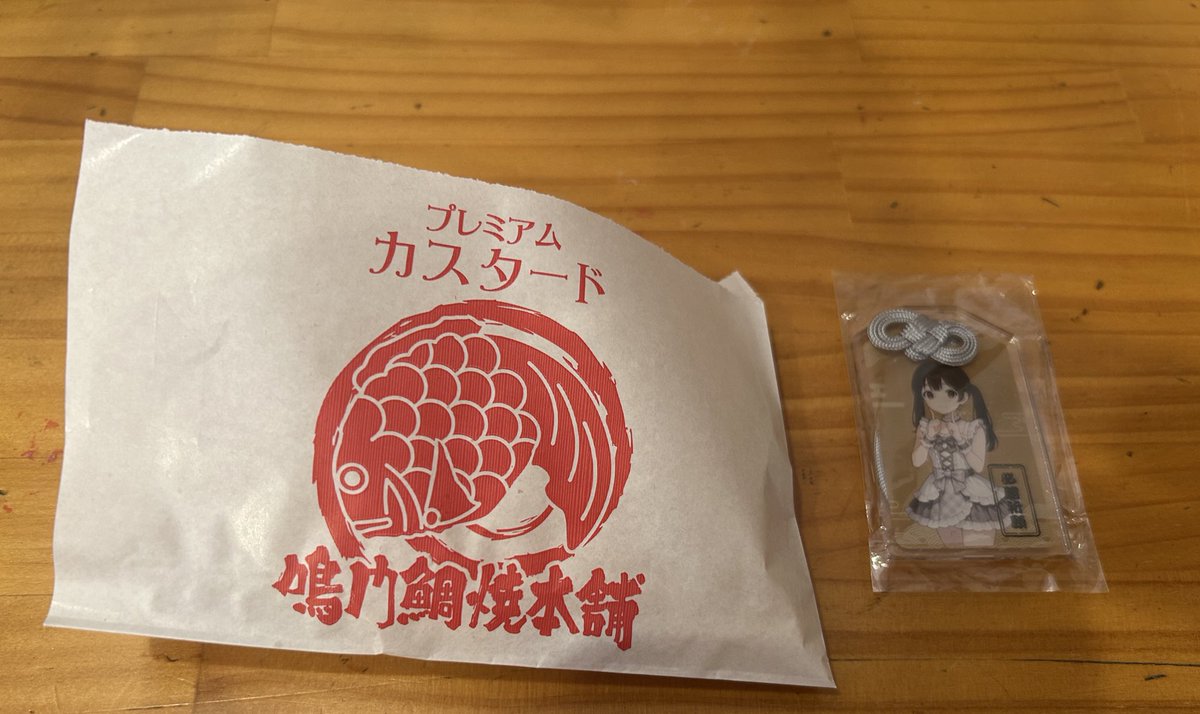 プレミアム
カスタード
鳴門鯛焼本舗